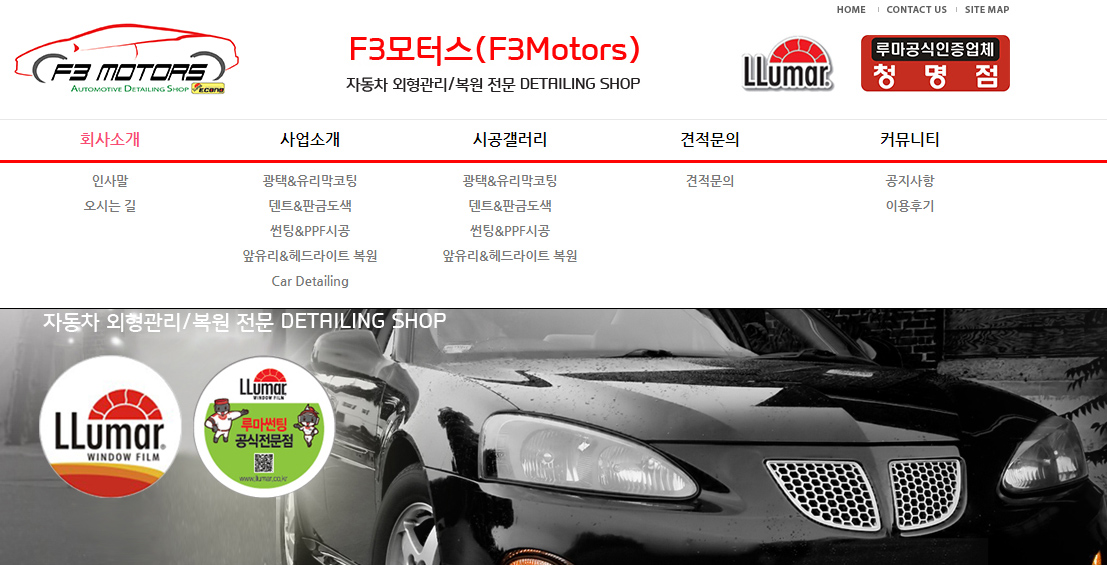 HOME
CONTACT US
SITE MAP
F3 MOTORS
AUTOMOTIVE DETAILING SHOP
F3모터스(F3Motors)
자동차 외형관리/복원 전문 DETAILING SHOP
LLumar
루마공식인증업체
청명점
회사소개
사업소개
시공갤러리
견적문의
커뮤니티
인사말
오시는 길
광택&유리막코팅
덴트&판금도색
썬팅&PPF시공
앞유리&헤드라이트 복원
Car Detailing
광택&유리막코팅
덴트&판금도색
썬팅&PPF시공
앞유리&헤드라이트 복원
견적문의
공지사항
이용후기
자동차 외형관리/복원 전문 DETAILING SHOP
LLumar
WINDOW FILM
LLumar
WINDOW FILM
루마썬팅
공식전문점
www.llumar.co.kr